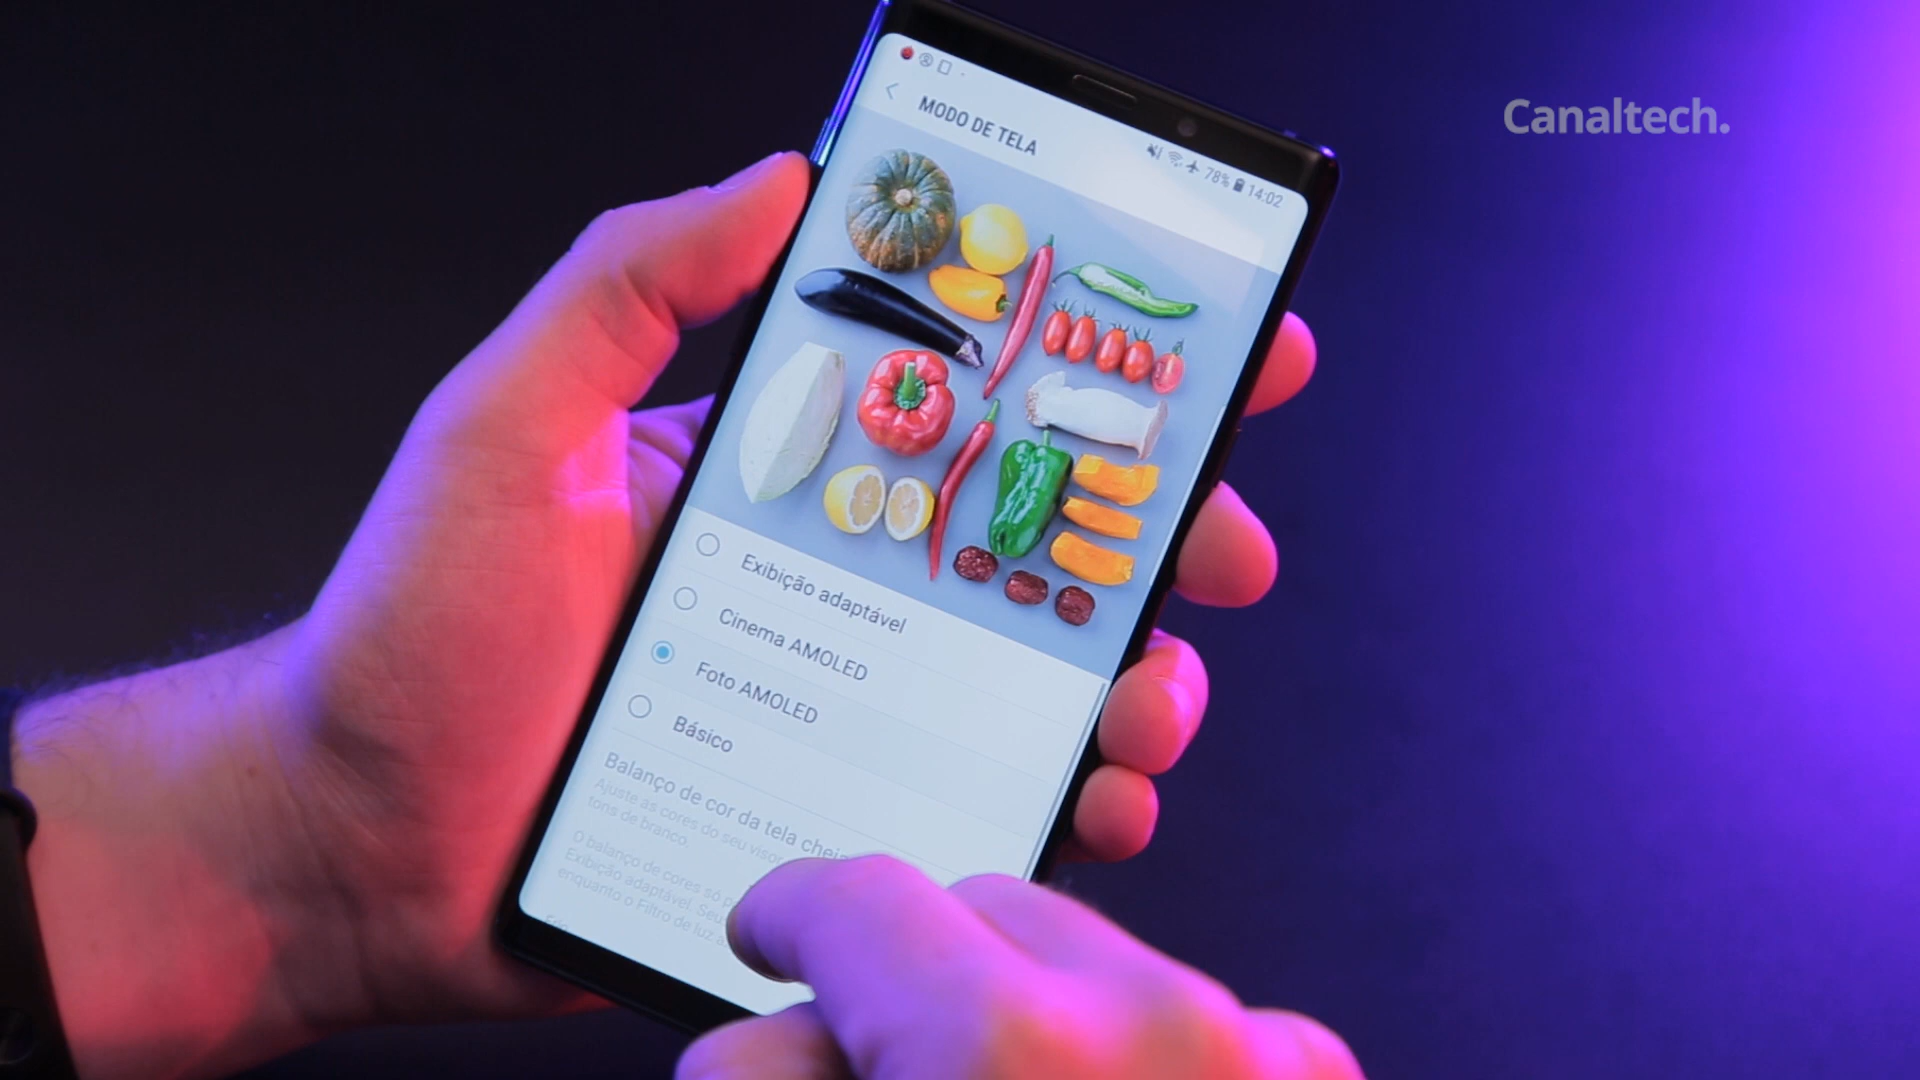 Canaltech.
78% 14:02
MODO DE TELA
Exibição adaptável
Cinema AMOLED
Foto AMOLED
Básico
Balanço de cor da tela cheia
Ajuste as cores do seu visor
tons de branco.
O balanço de cores só
Exibição adaptável. Seu
enquanto o Filtro de luz a